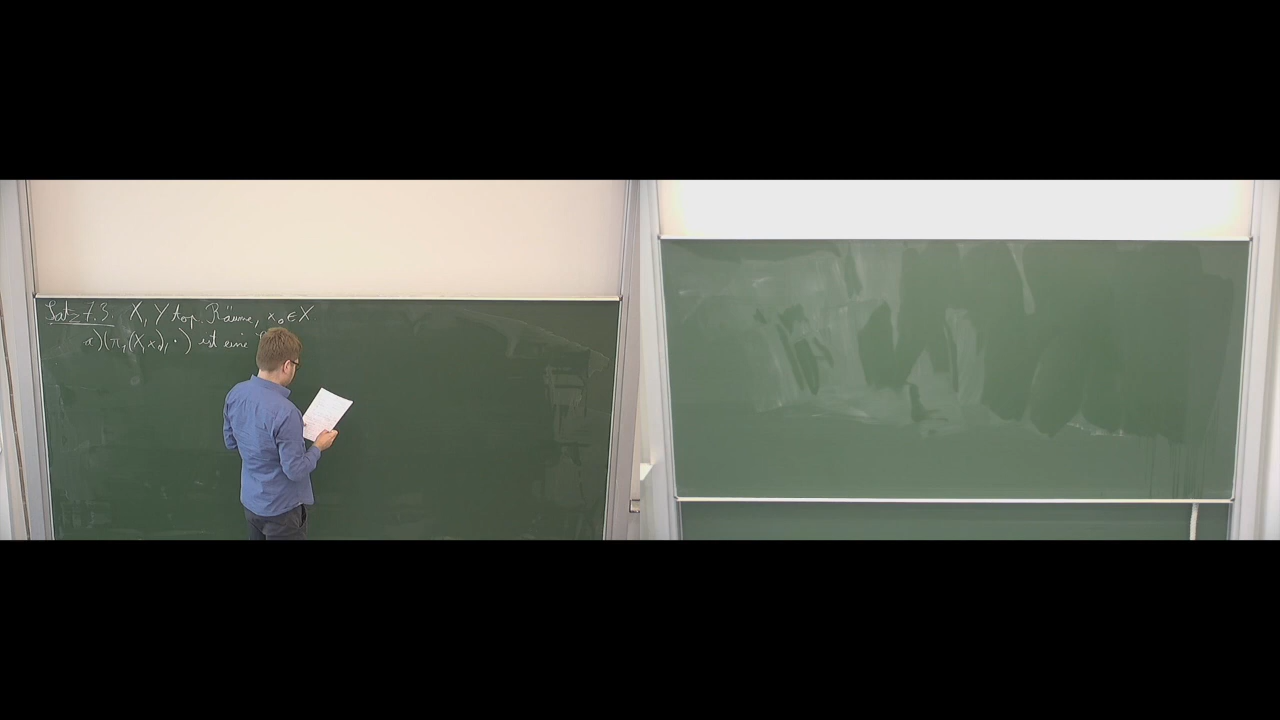 Satz 7.3. X, Y top. Räume, x₀ ∈ X
a) (π₁(X, x₀), ·) ist eine